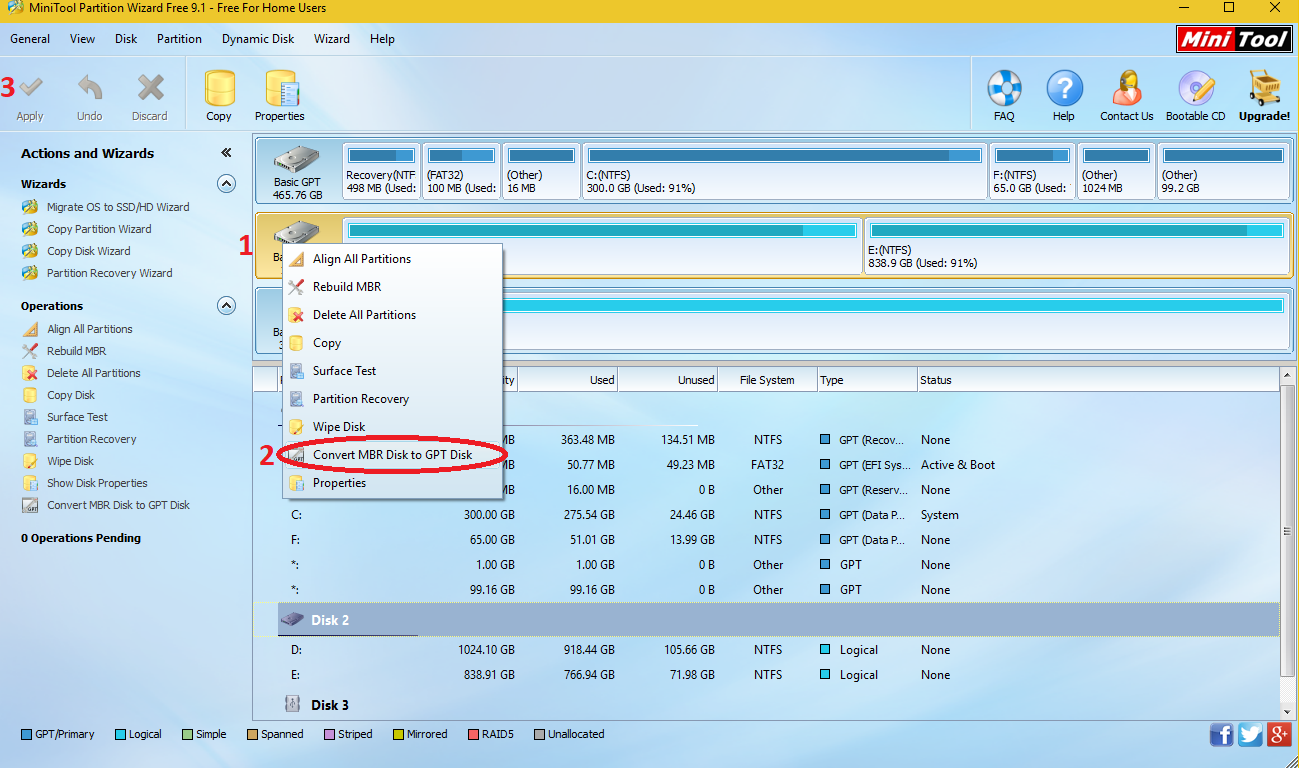 MiniTool Partition Wizard Free 9.1 - Free For Home Users
General View Disk Partition Dynamic Disk Wizard Help
Mini Tool
3
Apply Undo Discard Copy Properties FAQ Help Contact Us Bootable CD Upgrade!
Actions and Wizards
Wizards
Migrate OS to SSD/HD Wizard
Copy Partition Wizard
Copy Disk Wizard
Partition Recovery Wizard
Operations
Align All Partitions
Rebuild MBR
Delete All Partitions
Copy Disk
Surface Test
Partition Recovery
Wipe Disk
Show Disk Properties
Convert MBR Disk to GPT Disk
0 Operations Pending
Basic GPT
465.76 GB
Recovery(NTF
498 MB (Used:
(FAT32)
100 MB (Used:
(Other)
16 MB
C:(NTFS)
300.0 GB (Used: 91%)
F:(NTFS)
65.0 GB (Used:
(Other)
1024 MB
(Other)
99.2 GB
1
E:(NTFS)
838.9 GB (Used: 91%)
Align All Partitions
Rebuild MBR
Delete All Partitions
Copy
Surface Test
Partition Recovery
Wipe Disk
2
Convert MBR Disk to GPT Disk
Properties
Used Unused File System Type Status
MB 363.48 MB 134.51 MB NTFS GPT (Recov... None
MB 50.77 MB 49.23 MB FAT32 GPT (EFI Sys... Active & Boot
MB 16.00 MB 0 B Other GPT (Reserv... None
C: 300.00 GB 275.54 GB 24.46 GB NTFS GPT (Data P... System
F: 65.00 GB 51.01 GB 13.99 GB NTFS GPT (Data P... None
*: 1.00 GB 1.00 GB 0 B Other GPT None
*: 99.16 GB 99.16 GB 0 B Other GPT None
Disk 2
D: 1024.10 GB 918.44 GB 105.66 GB NTFS Logical None
E: 838.91 GB 766.94 GB 71.98 GB NTFS Logical None
Disk 3
GPT/Primary Logical Simple Spanned Striped Mirrored RAID5 Unallocated